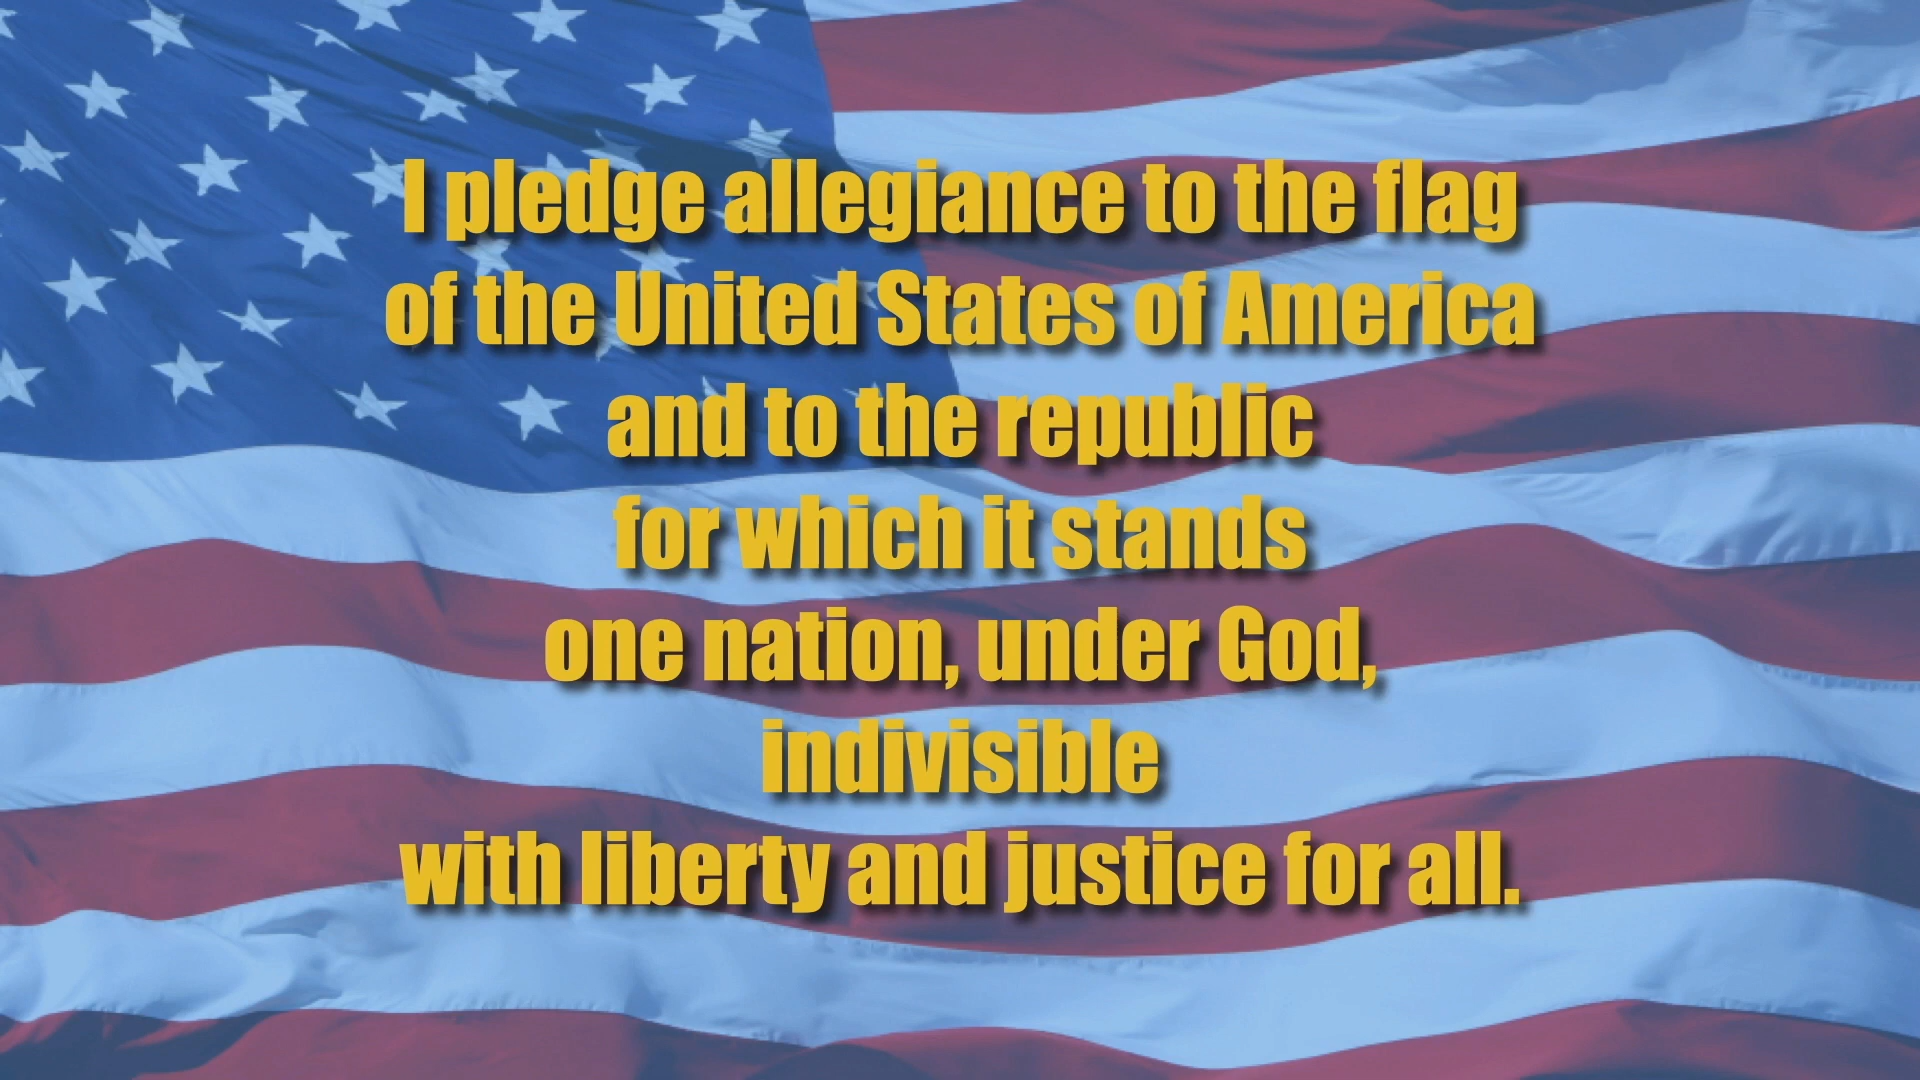 I pledge allegiance to the flag
of the United States of America
and to the republic
for which it stands
one nation, under God,
indivisible
with liberty and justice for all.